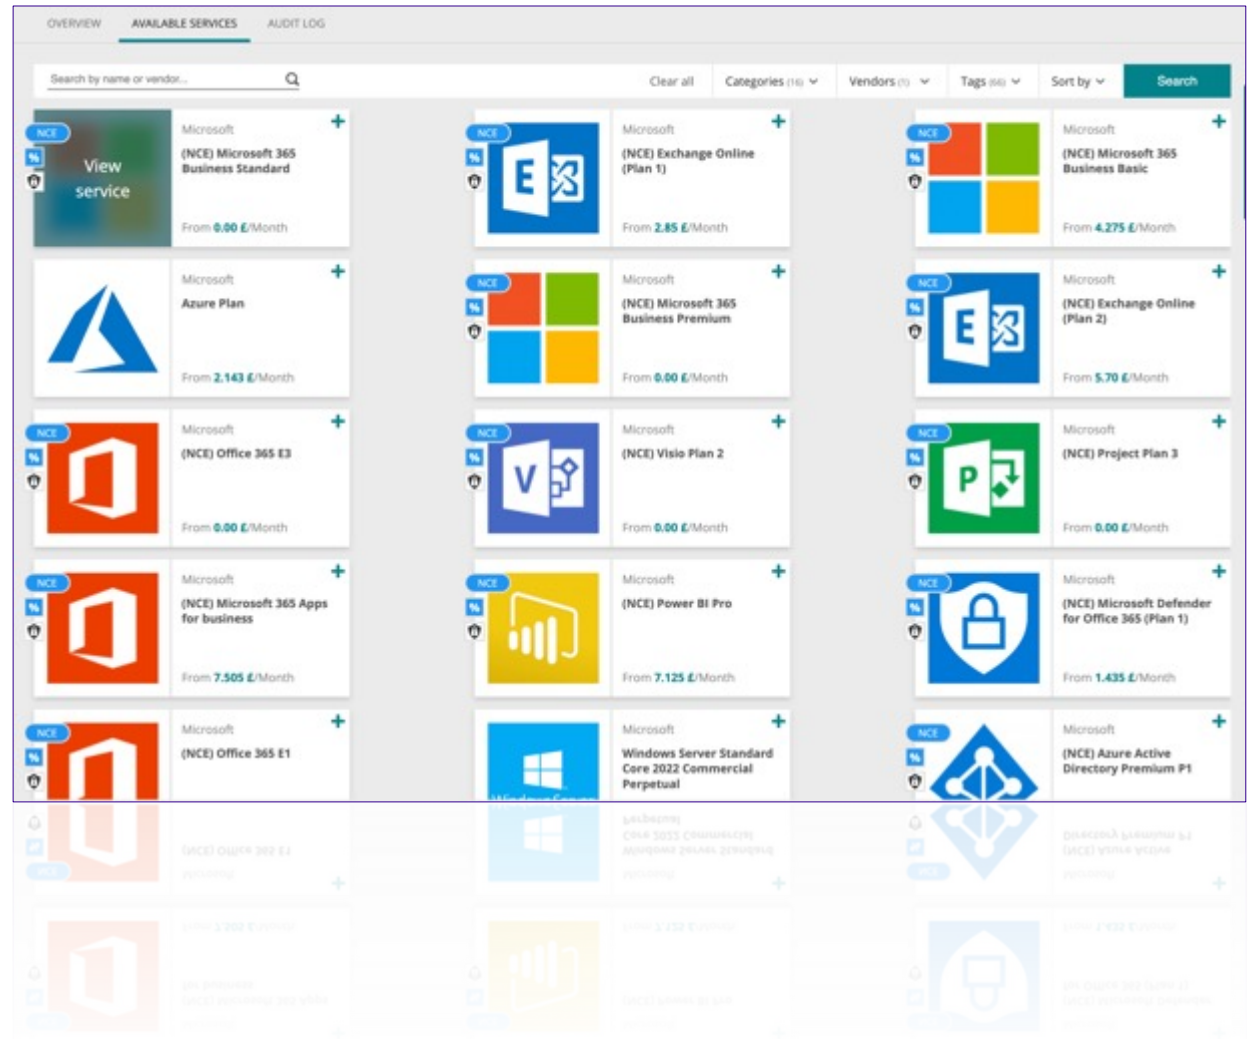 OVERVIEW AVAILABLE SERVICES AUDIT LOG
Search by name or vendor... Clear all Categories (16) Vendors (1) Tags (66) Sort by Search
NCE
%
View
service
Microsoft
(NCE) Microsoft 365
Business Standard
From 0.00 £/Month
NCE
%
E
Microsoft
(NCE) Exchange Online
(Plan 1)
From 2.85 £/Month
NCE
%
Microsoft
(NCE) Microsoft 365
Business Basic
From 4.275 £/Month
Microsoft
Azure Plan
From 2.143 £/Month
NCE
%
Microsoft
(NCE) Microsoft 365
Business Premium
From 0.00 £/Month
NCE
%
E
Microsoft
(NCE) Exchange Online
(Plan 2)
From 5.70 £/Month
NCE
%
Microsoft
(NCE) Office 365 E3
From 0.00 £/Month
NCE
%
V
Microsoft
(NCE) Visio Plan 2
From 0.00 £/Month
NCE
%
P
Microsoft
(NCE) Project Plan 3
From 0.00 £/Month
NCE
%
Microsoft
(NCE) Microsoft 365 Apps
for business
From 7.505 £/Month
NCE
%
Microsoft
(NCE) Power BI Pro
From 7.125 £/Month
NCE
%
Microsoft
(NCE) Microsoft Defender
for Office 365 (Plan 1)
From 1.435 £/Month
NCE
%
Microsoft
(NCE) Office 365 E1
Microsoft
Windows Server Standard
Core 2022 Commercial
Perpetual
NCE
%
Microsoft
(NCE) Azure Active
Directory Premium P1